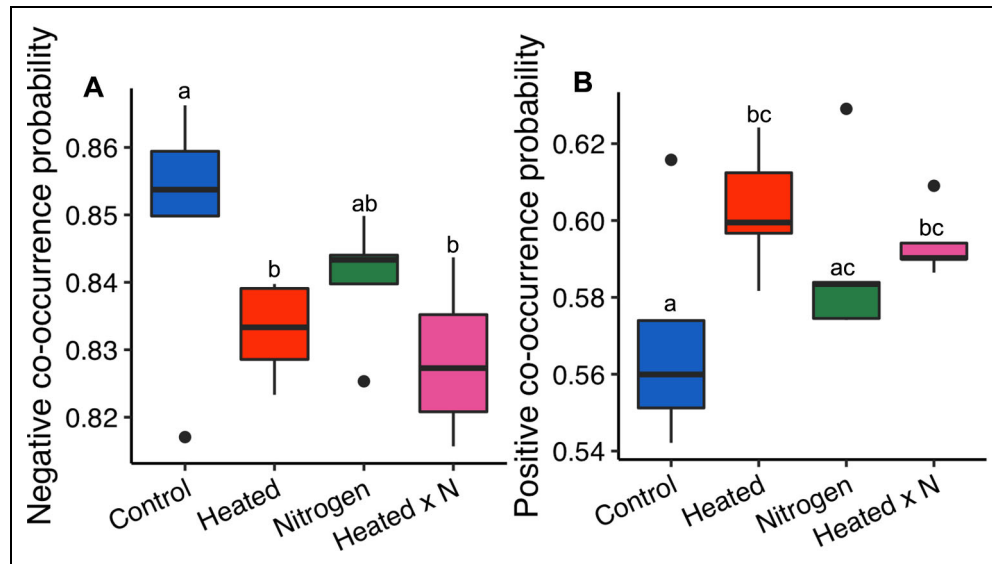 Negative co-occurrence probability
A
0.86
0.85
0.84
0.83
0.82
a
b
ab
b
Control
Heated
Nitrogen
Heated x N
Positive co-occurrence probability
B
0.62
0.60
0.58
0.56
0.54
a
bc
ac
bc
Control
Heated
Nitrogen
Heated x N